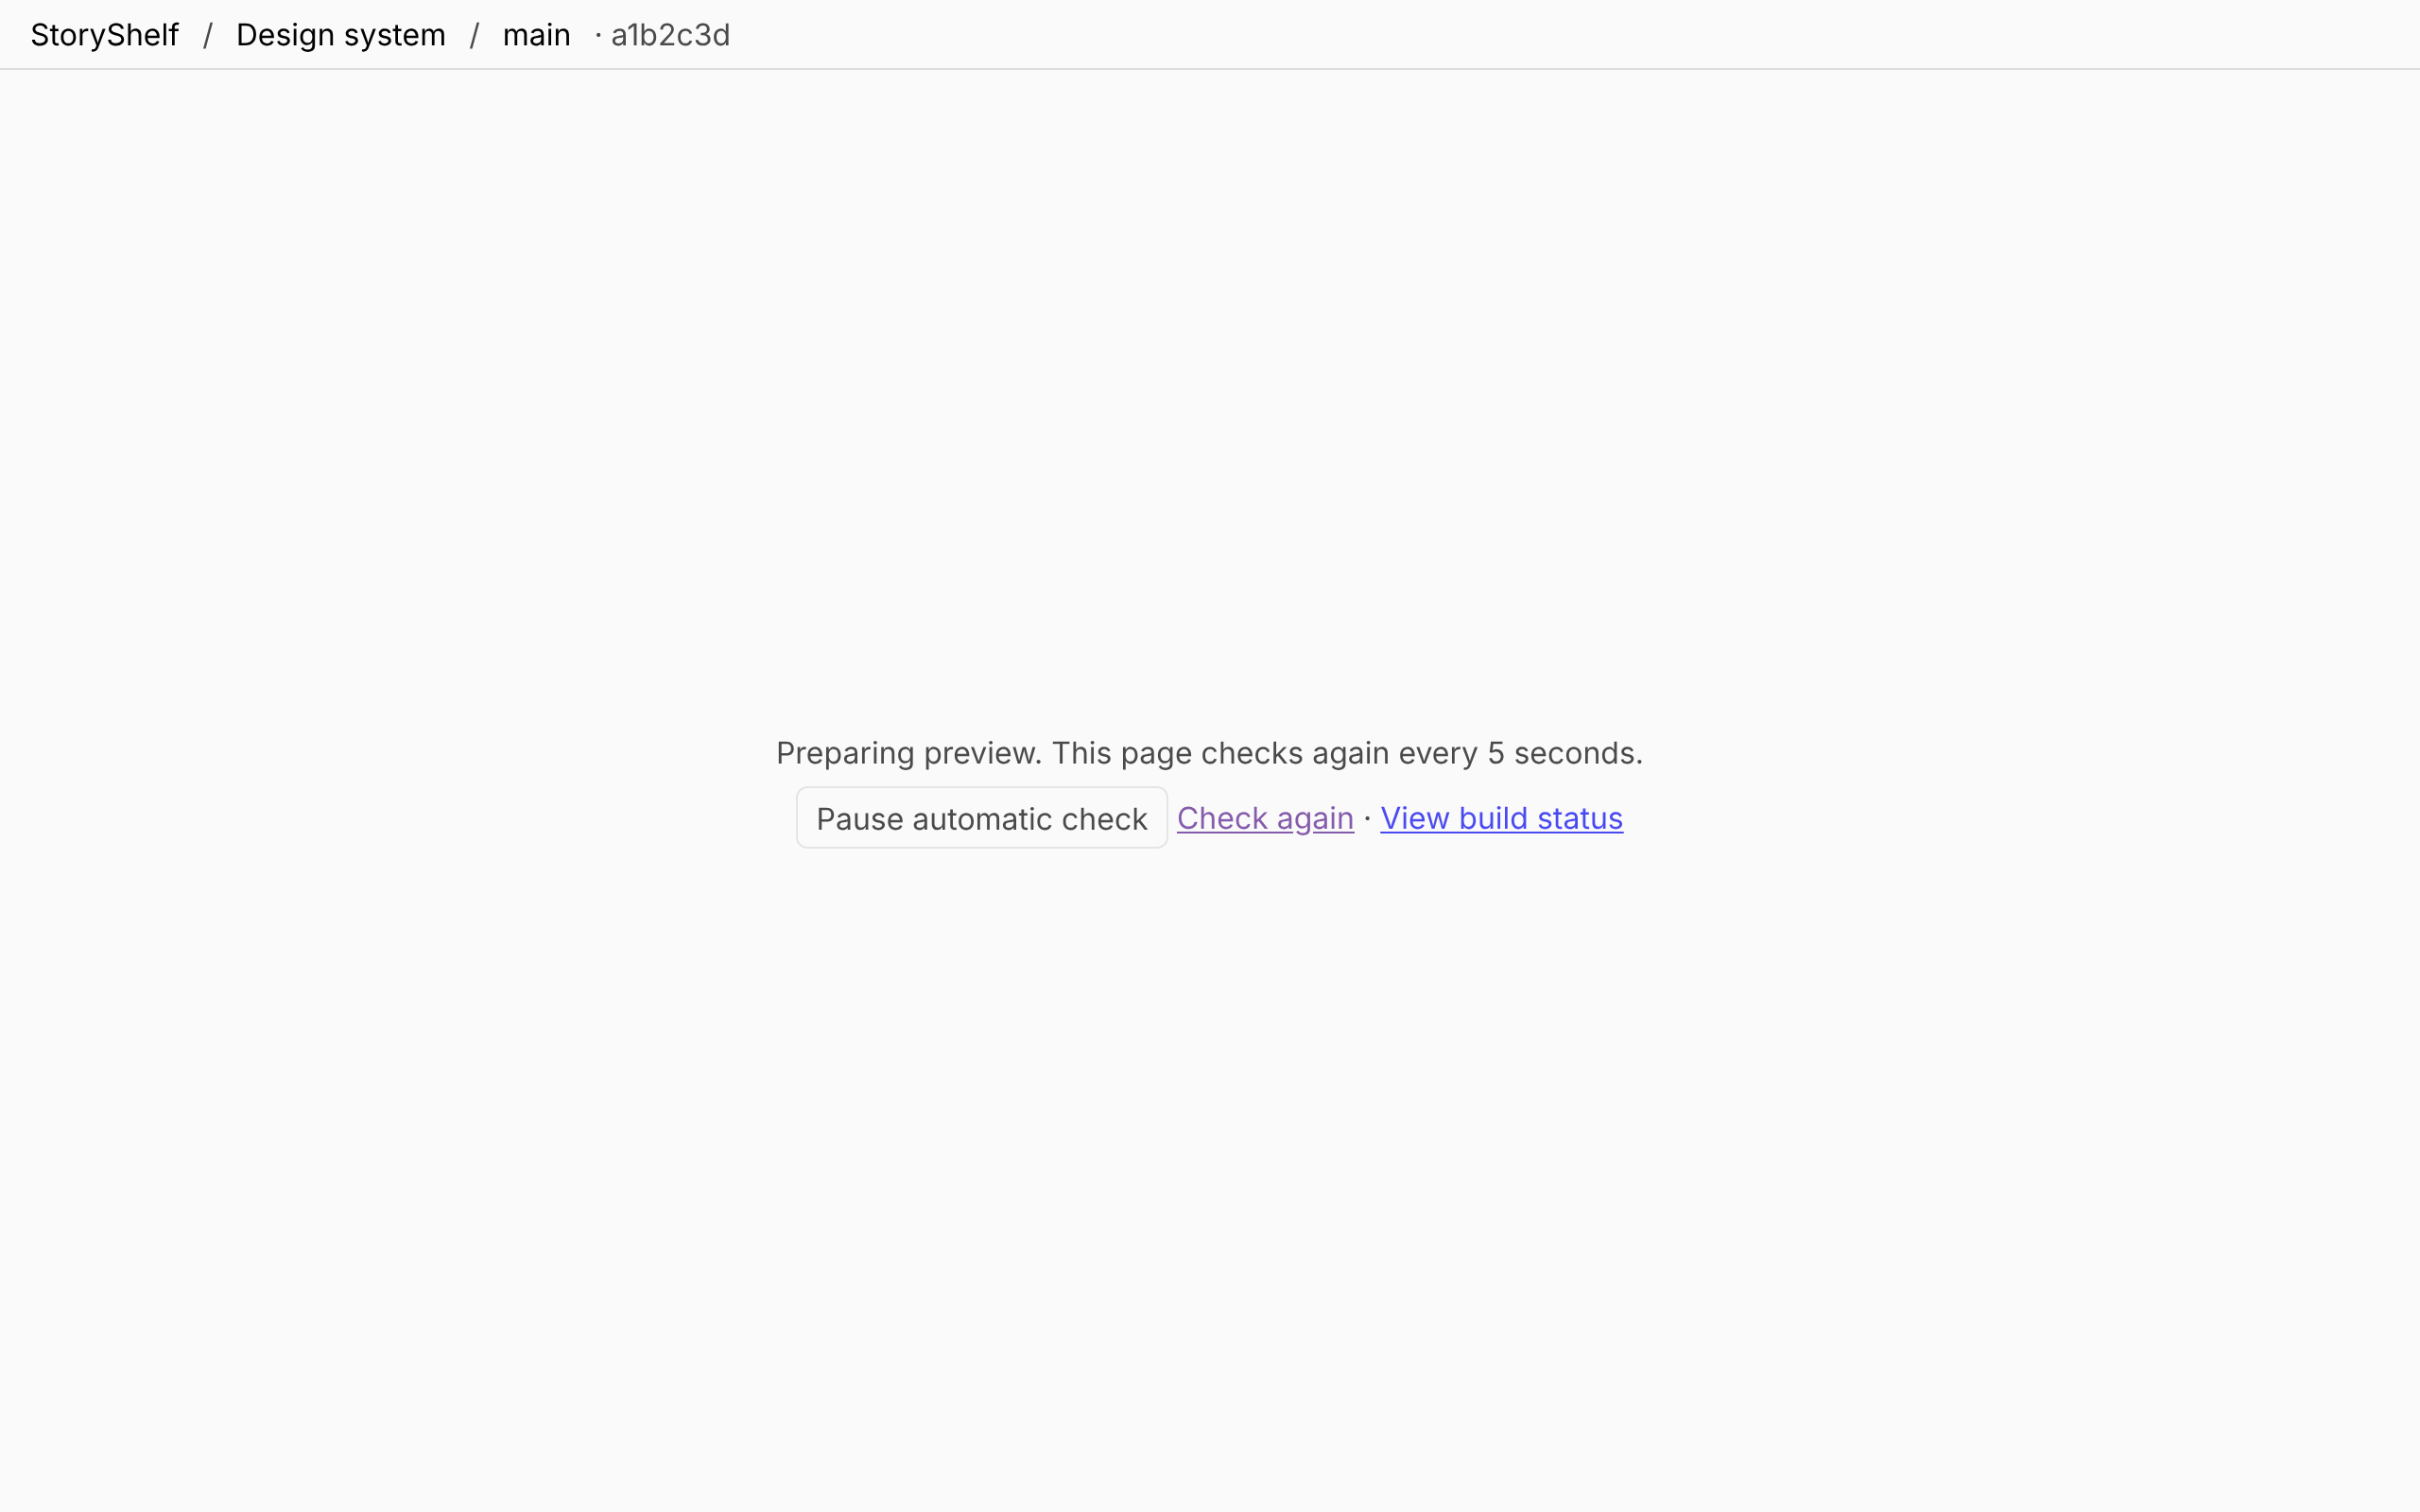 StoryShelf / Design system / main · a1b2c3d
Preparing preview. This page checks again every 5 seconds.
Pause automatic check Check again · View build status